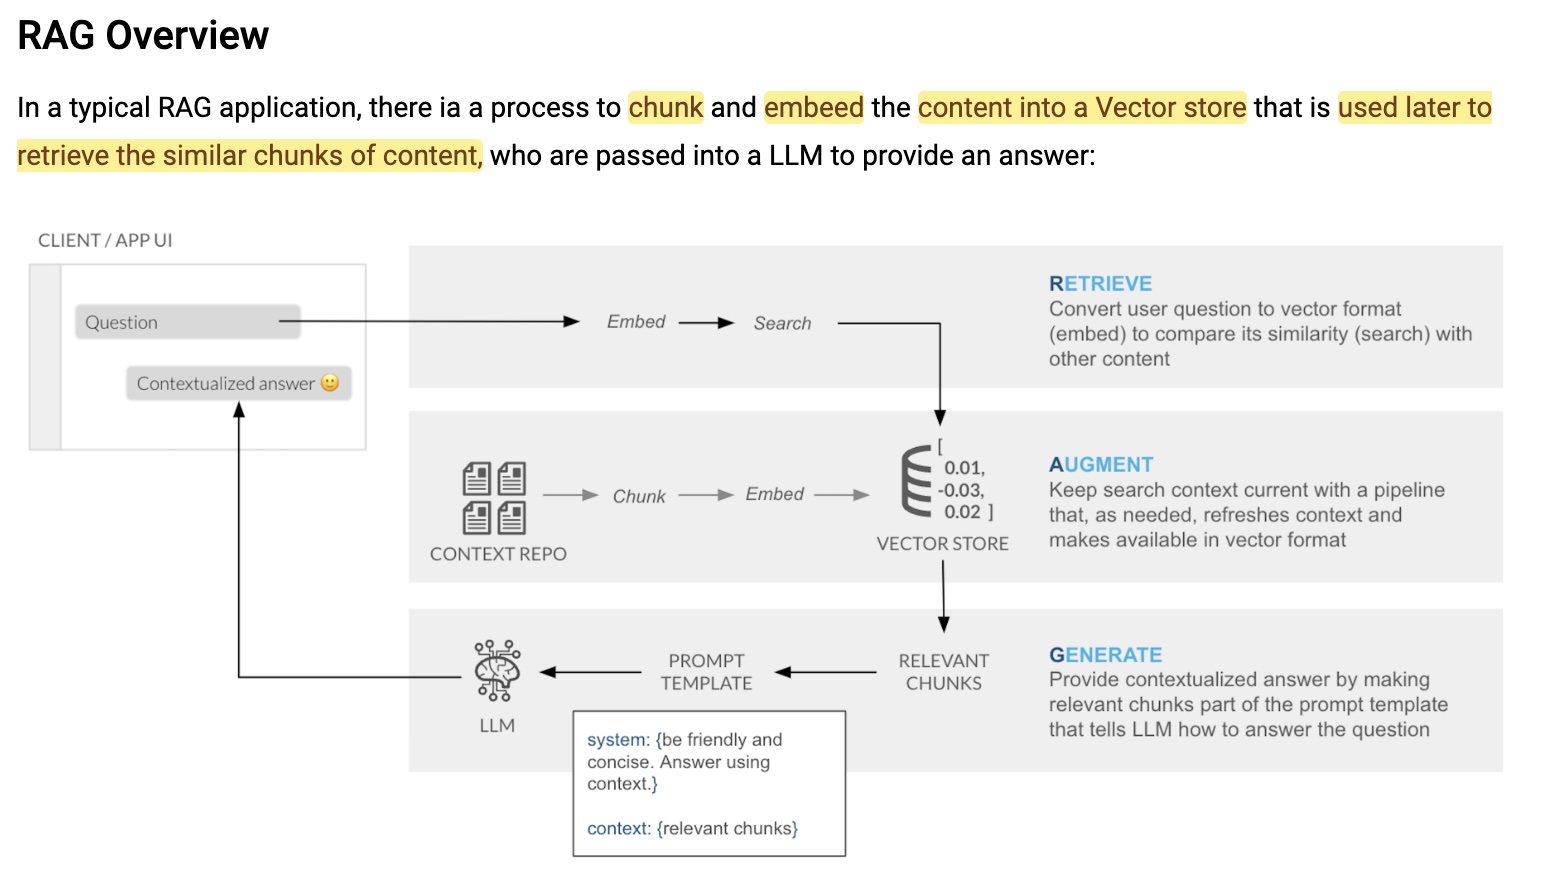 RAG Overview
In a typical RAG application, there ia a process to chunk and embeed the content into a Vector store that is used later to
retrieve the similar chunks of content, who are passed into a LLM to provide an answer:
CLIENT / APP UI
Question
Contextualized answer 🙂
Embed
Search
RETRIEVE
Convert user question to vector format
(embed) to compare its similarity (search) with
other content
CONTEXT REPO
Chunk
Embed
[
0.01,
-0.03,
0.02 ]
VECTOR STORE
AUGMENT
Keep search context current with a pipeline
that, as needed, refreshes context and
makes available in vector format
LLM
PROMPT
TEMPLATE
RELEVANT
CHUNKS
GENERATE
Provide contextualized answer by making
relevant chunks part of the prompt template
that tells LLM how to answer the question
system: {be friendly and
concise. Answer using
context.}
context: {relevant chunks}